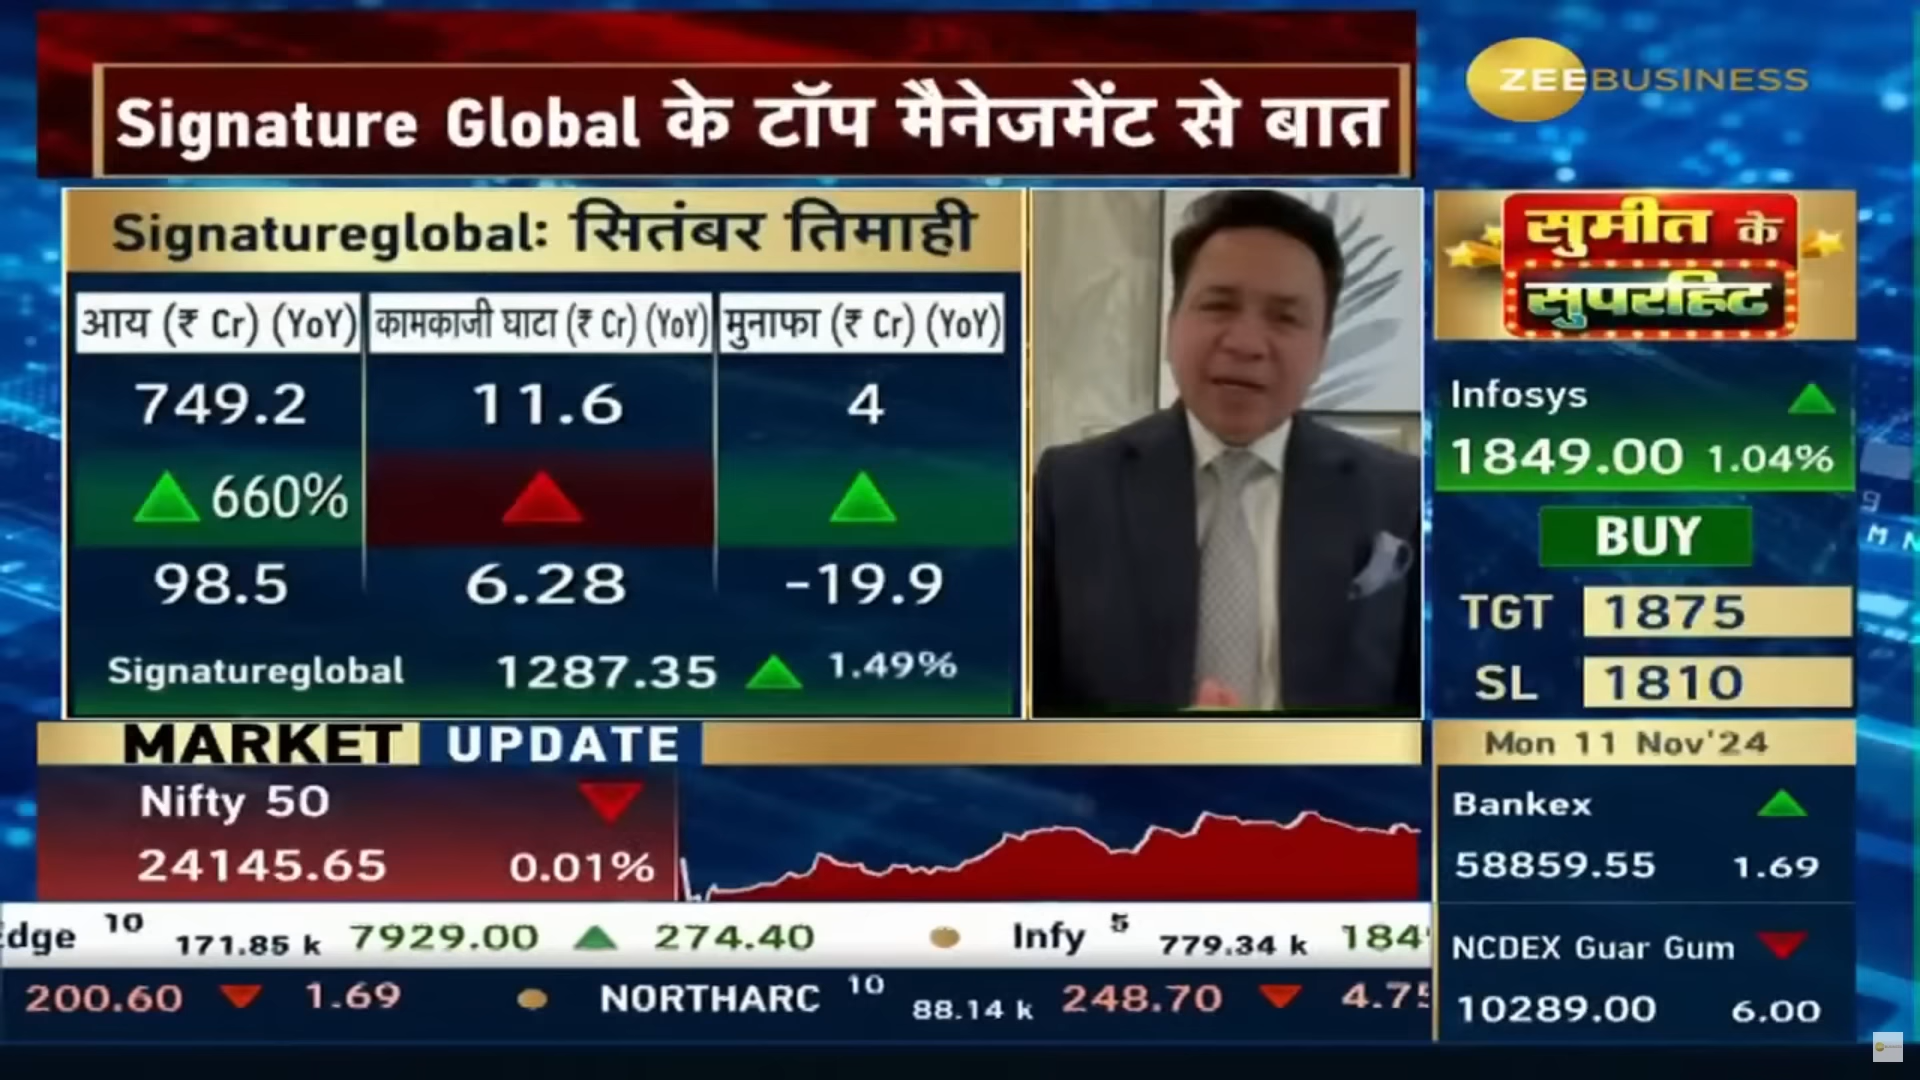 Signature Global के टॉप मैनेजमेंट से बात
ZEEBUSINESS
Signatureglobal: सितंबर तिमाही
आय (₹ Cr) (YoY) कामकाजी घाटा (₹ Cr) (YoY) मुनाफा (₹ Cr) (YoY)
749.2 11.6 4
660%
98.5 6.28 -19.9
Signatureglobal 1287.35 1.49%
सुमीत के
सुपरहिट
Infosys
1849.00 1.04%
BUY
TGT 1875
SL 1810
MARKET UPDATE
Nifty 50
24145.65 0.01%
Mon 11 Nov'24
Bankex
58859.55 1.69
NCDEX Guar Gum
10289.00 6.00
dge 10 171.85 k 7929.00 274.40 Infy 5 779.34 k 184
200.60 1.69 NORTHARC 10 88.14 k 248.70 4.75